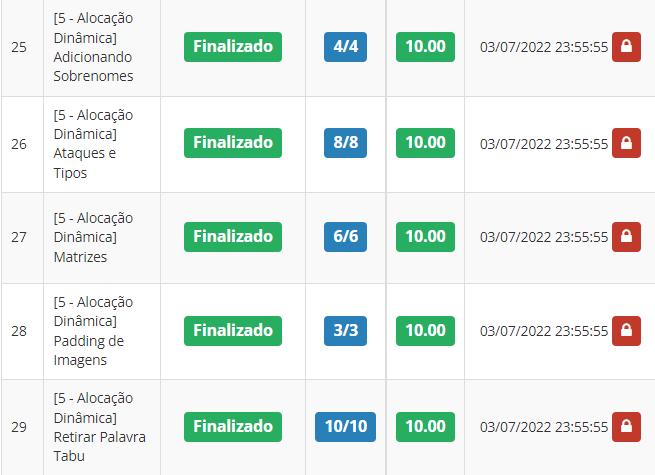 25
[5 - Alocação
Dinâmica]
Adicionando
Sobrenomes
Finalizado
4/4
10.00
03/07/2022 23:55:55
26
[5 - Alocação
Dinâmica]
Ataques e
Tipos
Finalizado
8/8
10.00
03/07/2022 23:55:55
27
[5 - Alocação
Dinâmica]
Matrizes
Finalizado
6/6
10.00
03/07/2022 23:55:55
28
[5 - Alocação
Dinâmica]
Padding de
Imagens
Finalizado
3/3
10.00
03/07/2022 23:55:55
29
[5 - Alocação
Dinâmica]
Retirar Palavra
Tabu
Finalizado
10/10
10.00
03/07/2022 23:55:55